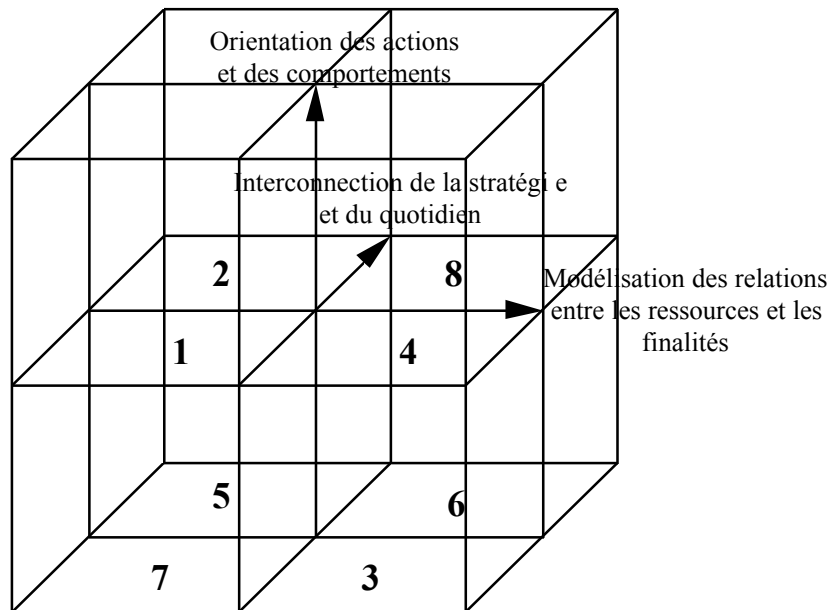 Orientation des actions
et des comportements
Interconnection de la stratégi e
et du quotidien
2
8
Modélisation des relations
entre les ressources et les
finalités
1
4
5
6
7
3